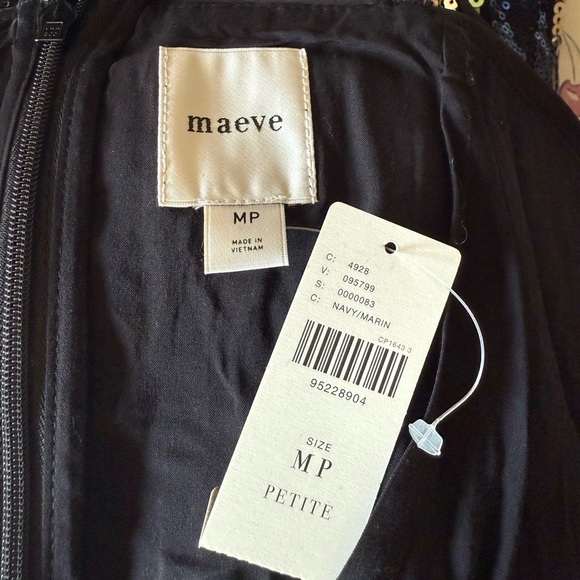 maeve
MP
MADE IN
VIETNAM
C: 4928
V: 095799
S: 0000083
C: NAVY/MARIN
CP1643 3
95228904
SIZE
MP
PETITE